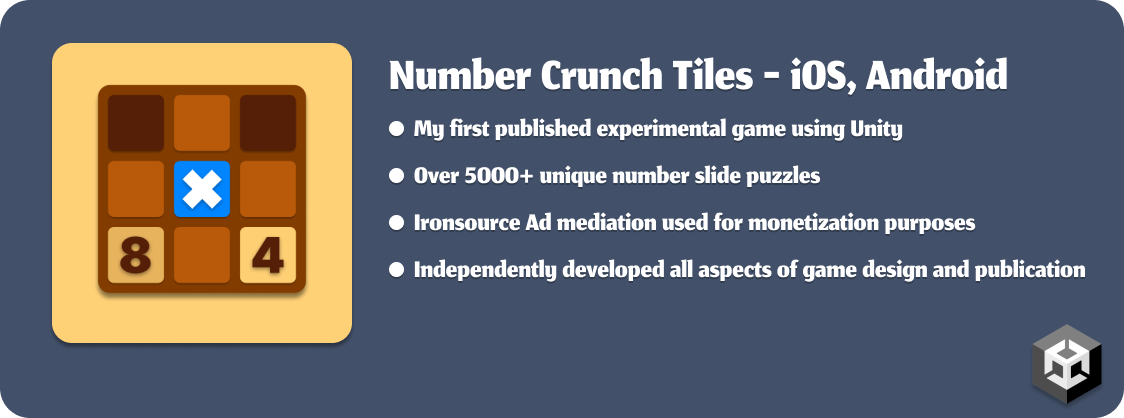 Number Crunch Tiles - iOS, Android
● My first published experimental game using Unity
● Over 5000+ unique number slide puzzles
● Ironsource Ad mediation used for monetization purposes
● Independently developed all aspects of game design and publication
8 4